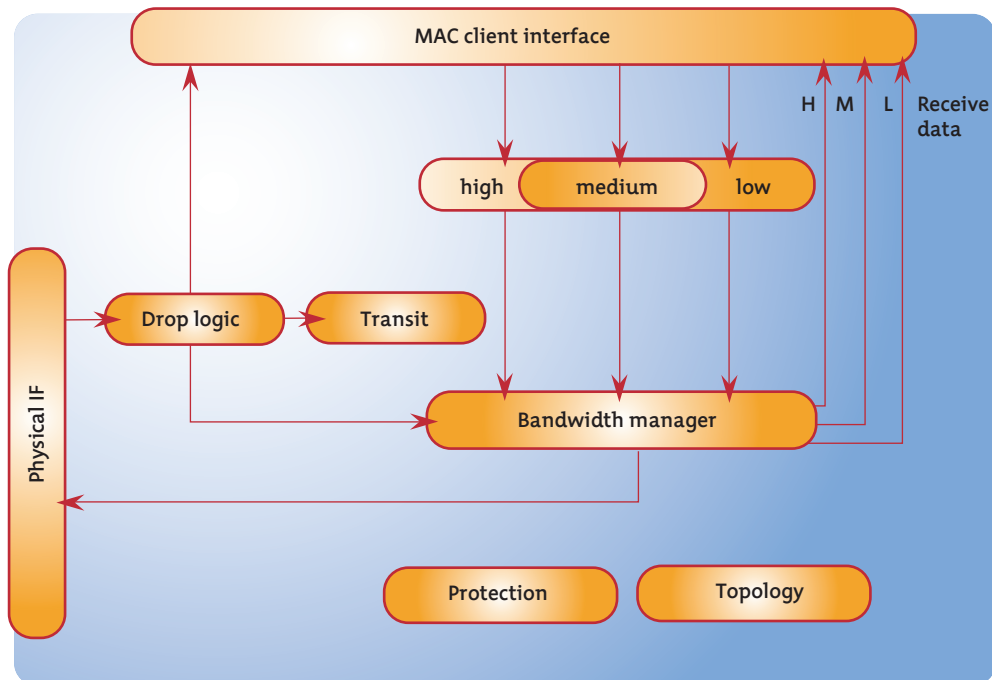 MAC client interface
H M L Receive
data
high medium low
Drop logic
Transit
Physical IF
Bandwidth manager
Protection
Topology